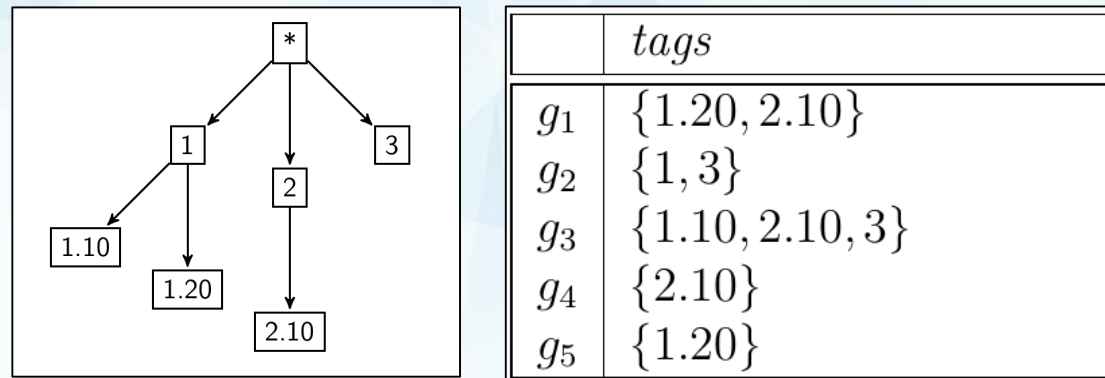 *
1
3
2
1.10
1.20
2.10
tags
g₁ {1.20, 2.10}
g₂ {1, 3}
g₃ {1.10, 2.10, 3}
g₄ {2.10}
g₅ {1.20}